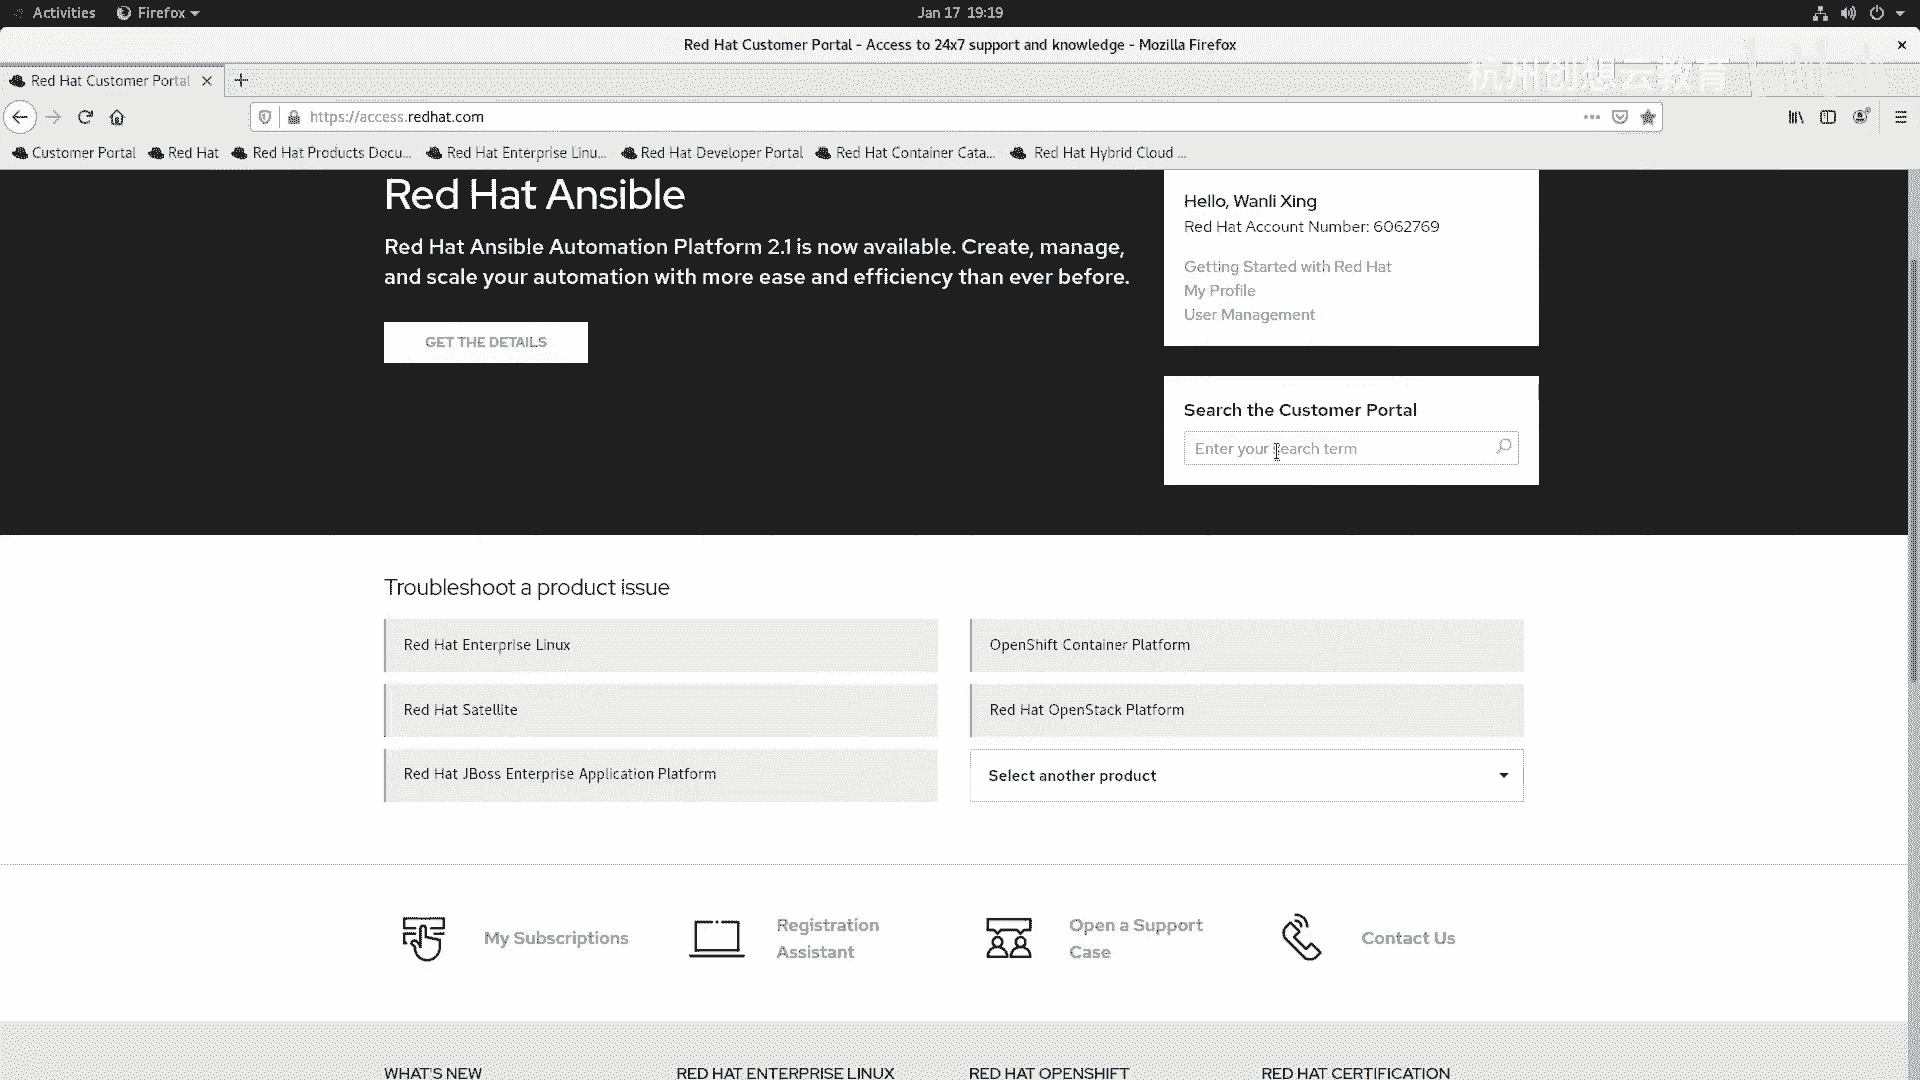 Activities
Firefox
Jan 17 19:19
Red Hat Customer Portal - Access to 24x7 support and knowledge - Mozilla Firefox
杭州创想云教育
Red Hat Customer Portal
https://access.redhat.com
Customer Portal
Red Hat
Red Hat Products Docu...
Red Hat Enterprise Linu...
Red Hat Developer Portal
Red Hat Container Cata...
Red Hat Hybrid Cloud ...
Red Hat Ansible
Red Hat Ansible Automation Platform 2.1 is now available. Create, manage,
and scale your automation with more ease and efficiency than ever before.
GET THE DETAILS
Hello, Wanli Xing
Red Hat Account Number: 6062769
Getting Started with Red Hat
My Profile
User Management
Search the Customer Portal
Enter your search term
Troubleshoot a product issue
Red Hat Enterprise Linux
OpenShift Container Platform
Red Hat Satellite
Red Hat OpenStack Platform
Red Hat JBoss Enterprise Application Platform
Select another product
My Subscriptions
Registration
Assistant
Open a Support
Case
Contact Us
WHAT'S NEW
RED HAT ENTERPRISE LINUX
RED HAT OPENSHIFT
RED HAT CERTIFICATION